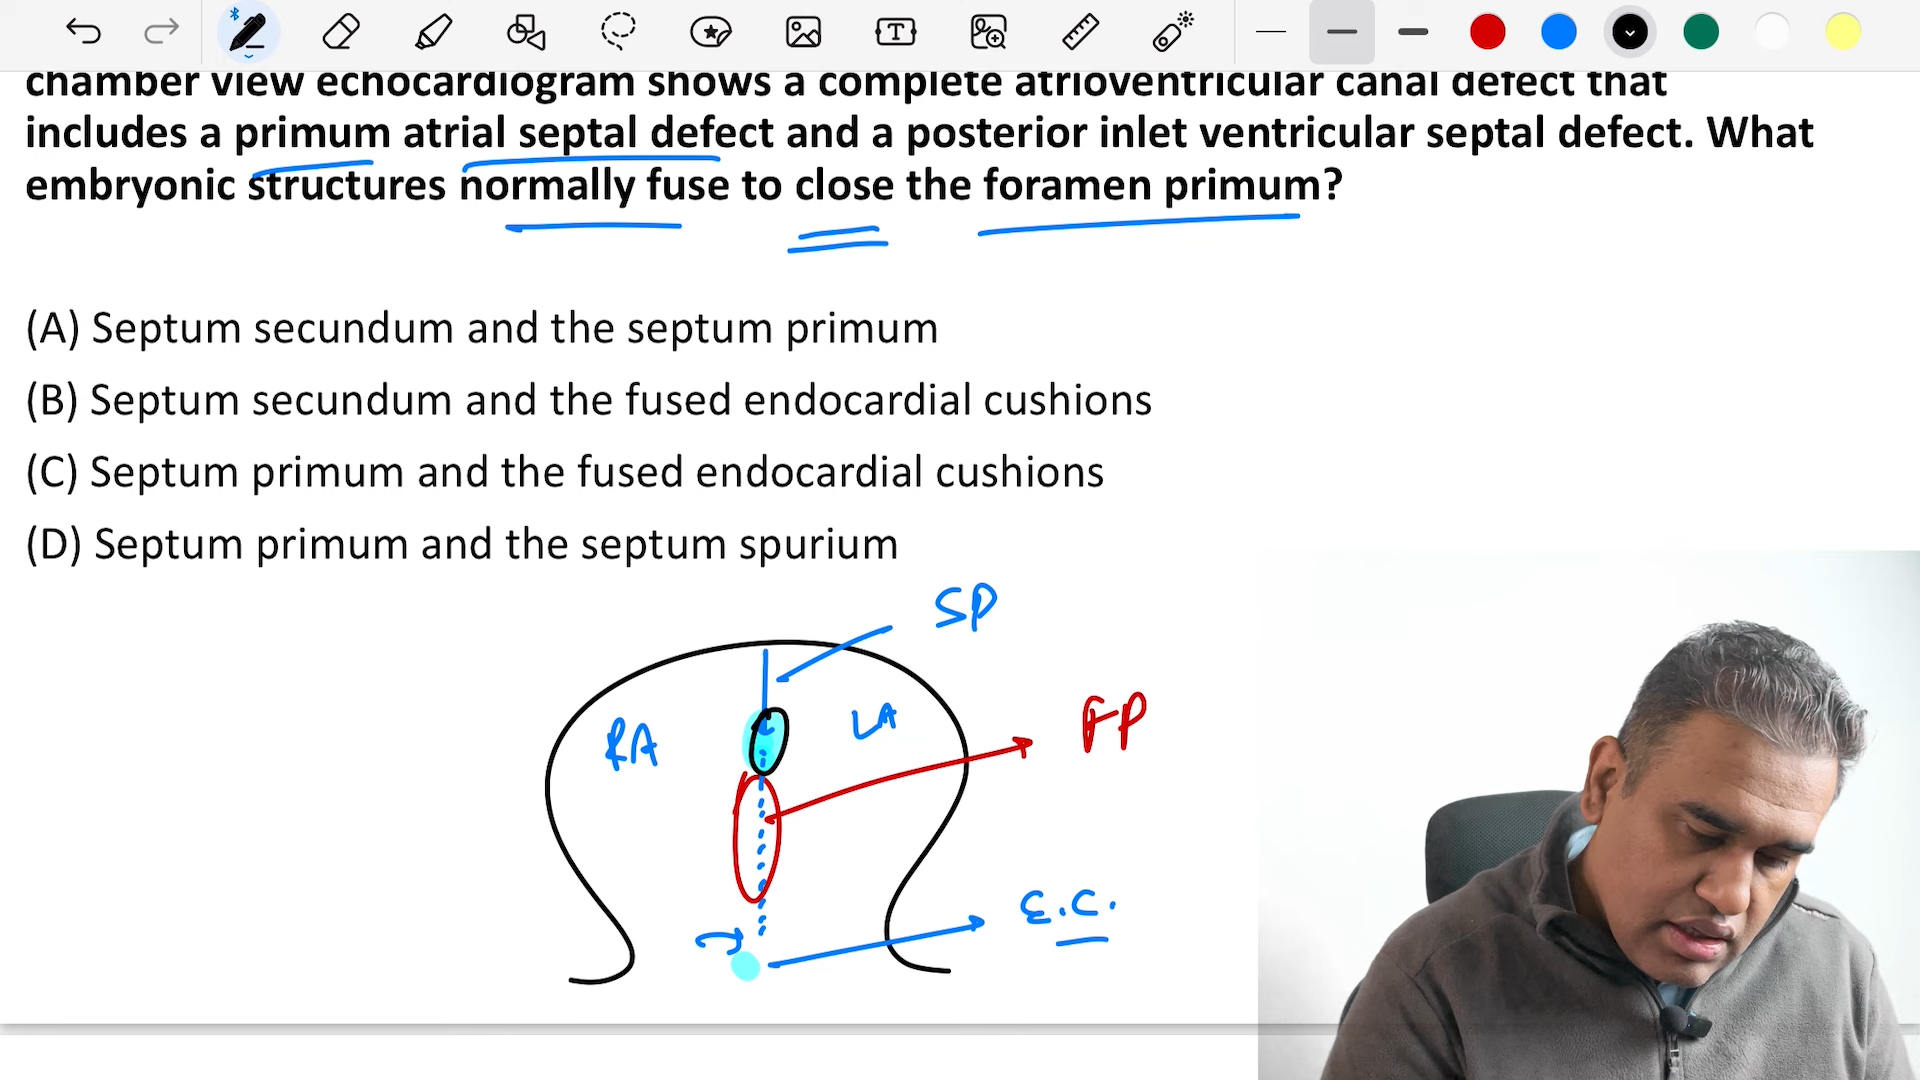 chamber view echocardiogram shows a complete atrioventricular canal defect that
includes a primum atrial septal defect and a posterior inlet ventricular septal defect. What
embryonic structures normally fuse to close the foramen primum?
(A) Septum secundum and the septum primum
(B) Septum secundum and the fused endocardial cushions
(C) Septum primum and the fused endocardial cushions
(D) Septum primum and the septum spurium
SP
RA
LA
FP
E.C.